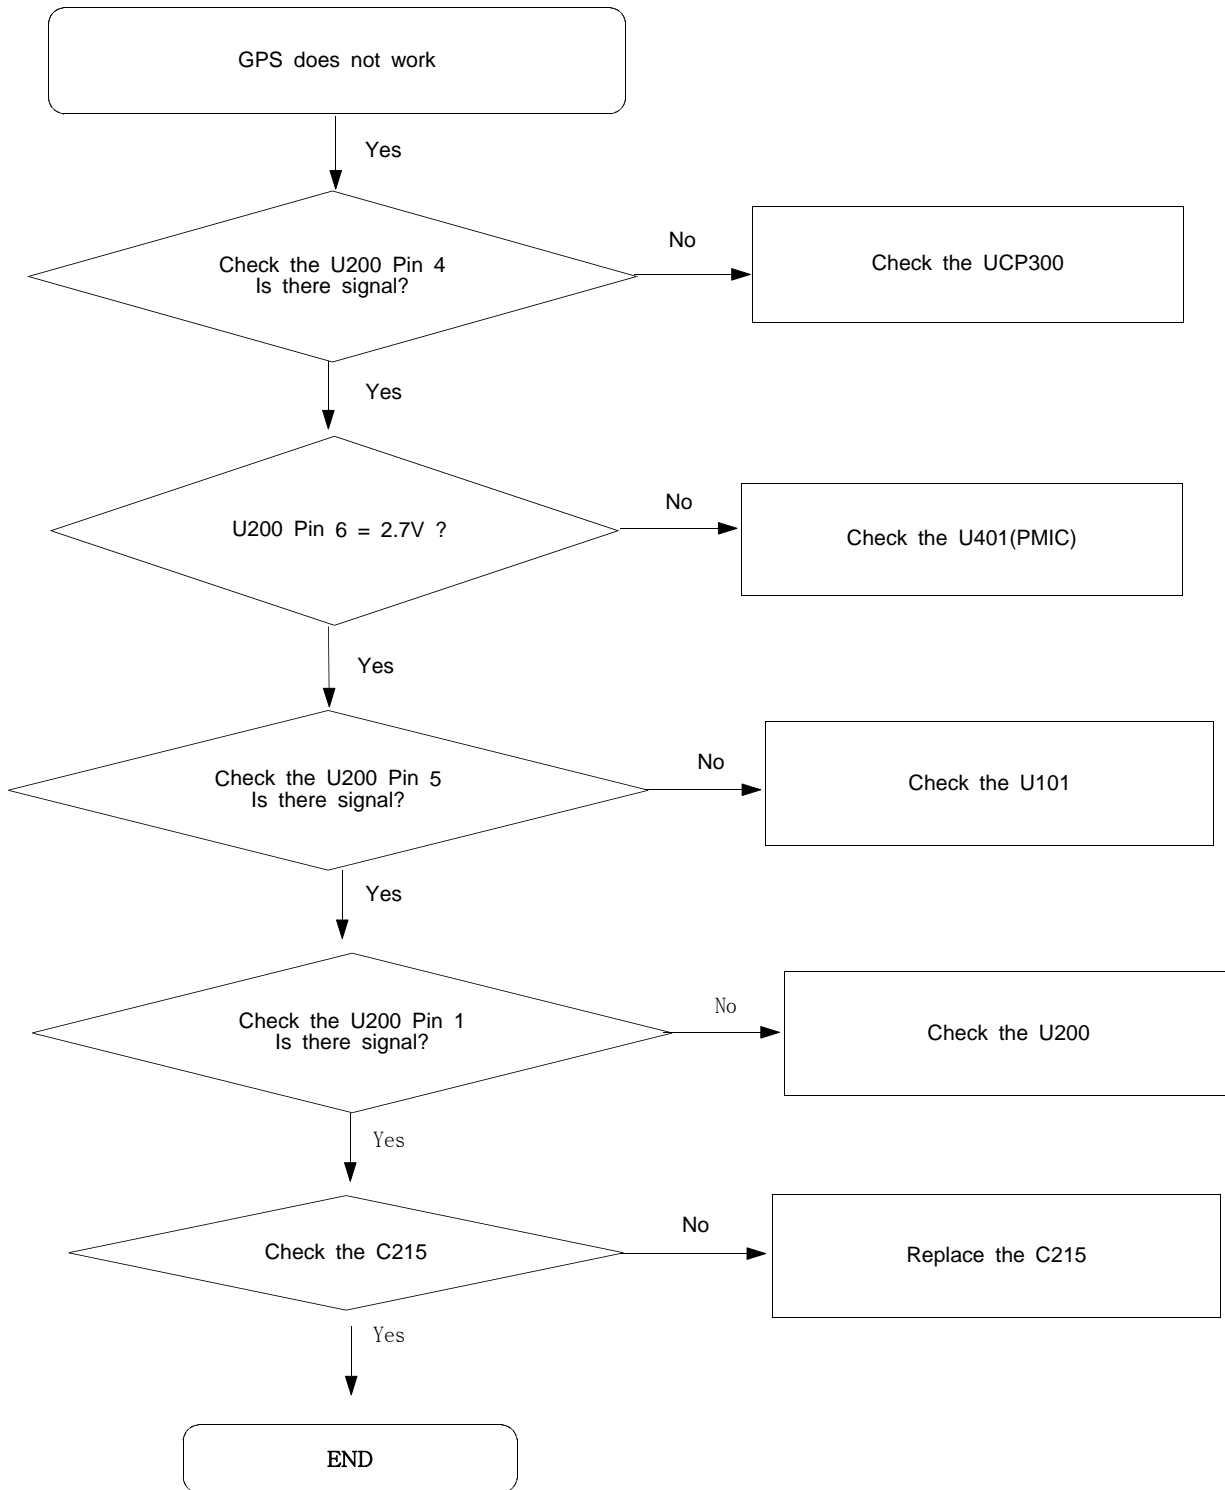 GPS does not work
Yes
Check the U200 Pin 4
Is there signal?
No
Check the UCP300
Yes
U200 Pin 6 = 2.7V ?
No
Check the U401(PMIC)
Yes
Check the U200 Pin 5
Is there signal?
No
Check the U101
Yes
Check the U200 Pin 1
Is there signal?
No
Check the U200
Yes
Check the C215
No
Replace the C215
Yes
END